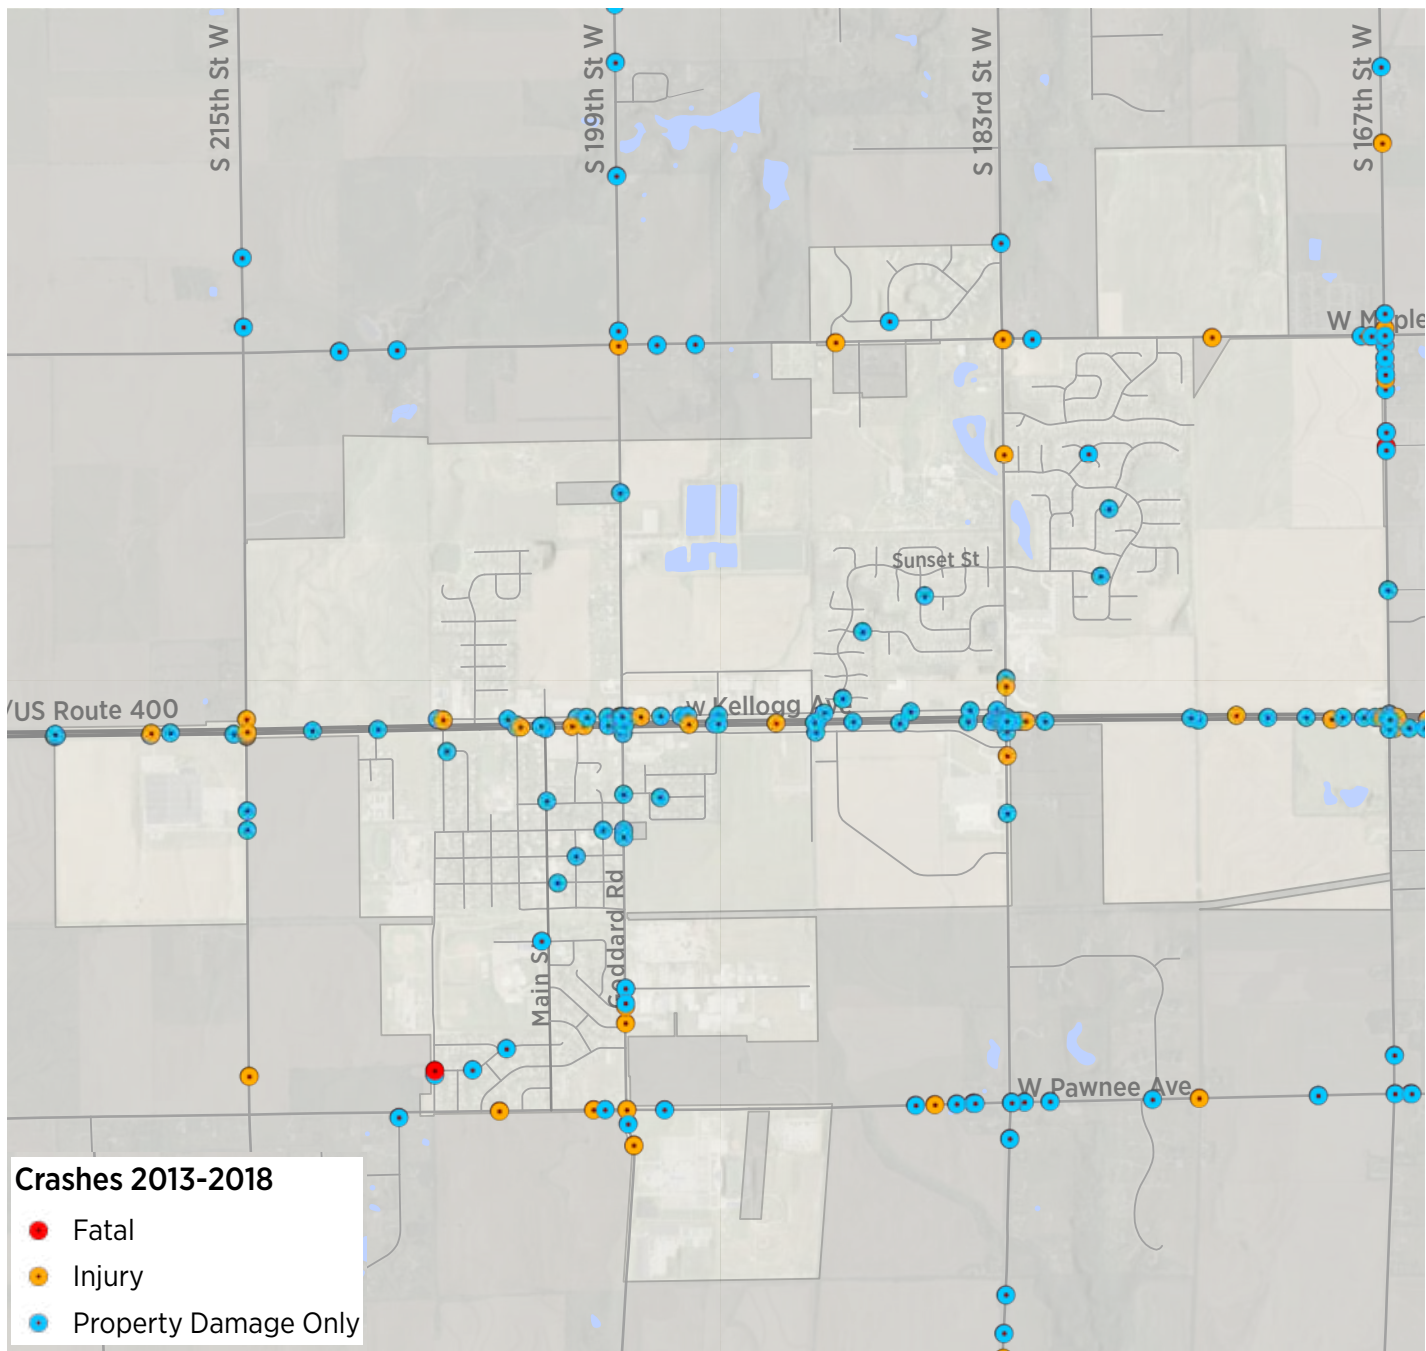 S 215th St W
S 199th St W
S 183rd St W
S 167th St W
W Maple
Sunset St
/US Route 400
W Kellogg Ave
Goddard Rd
Main St
W Pawnee Ave
Crashes 2013-2018
Fatal
Injury
Property Damage Only